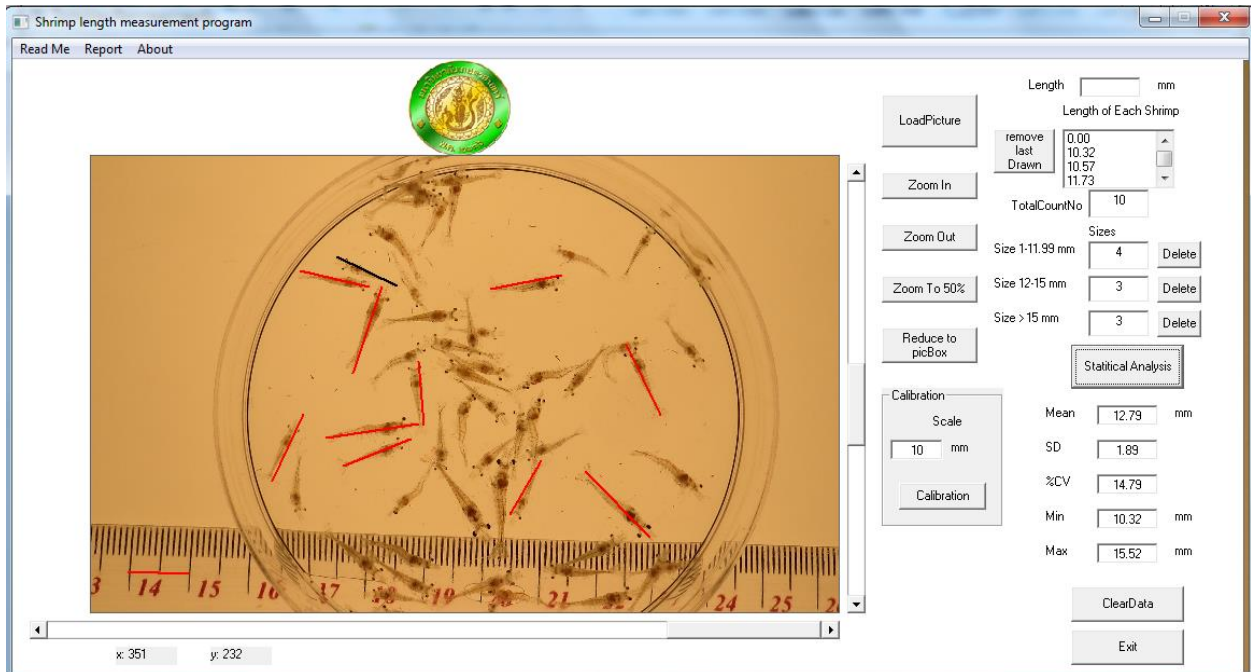 Shrimp length measurement program
Read Me Report About
LoadPicture
Zoom In
Zoom Out
Zoom To 50%
Reduce to
picBox
Calibration
Scale
10 mm
Calibration
Length mm
Length of Each Shrimp
remove
last
Drawn
0.00
10.32
10.57
11.73
TotalCountNo 10
Sizes
Size 1-11.99 mm 4 Delete
Size 12-15 mm 3 Delete
Size > 15 mm 3 Delete
Statitical Analysis
Mean 12.79 mm
SD 1.89
%CV 14.79
Min 10.32 mm
Max 15.52 mm
ClearData
Exit
3 14 15 16 17 18 19 20 21 22 24 25
x: 351 y: 232